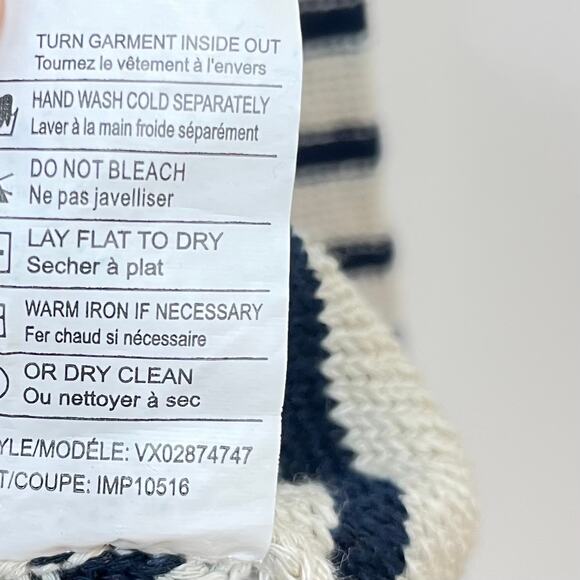 TURN GARMENT INSIDE OUT
Tournez le vêtement à l'envers
HAND WASH COLD SEPARATELY
Laver à la main froide séparément
DO NOT BLEACH
Ne pas javelliser
LAY FLAT TO DRY
Secher à plat
WARM IRON IF NECESSARY
Fer chaud si nécessaire
OR DRY CLEAN
Ou nettoyer à sec
YLE/MODÉLE: VX02874747
T/COUPE: IMP10516